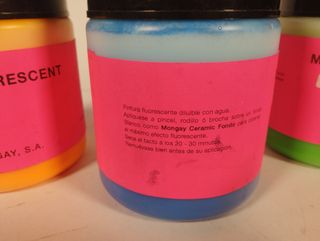 RESCENT
GAY, S.A.
Pintura fluorescente diluible con agua.
Aplíquese a pincel, rodillo ó brocha sobre un fondo
blanco como Mongay Ceramic Fondo para obtener
el máximo efecto fluorescente.
Seca al tacto a los 20 - 30 minutos.
Remuévase bien antes de su aplicación.
M